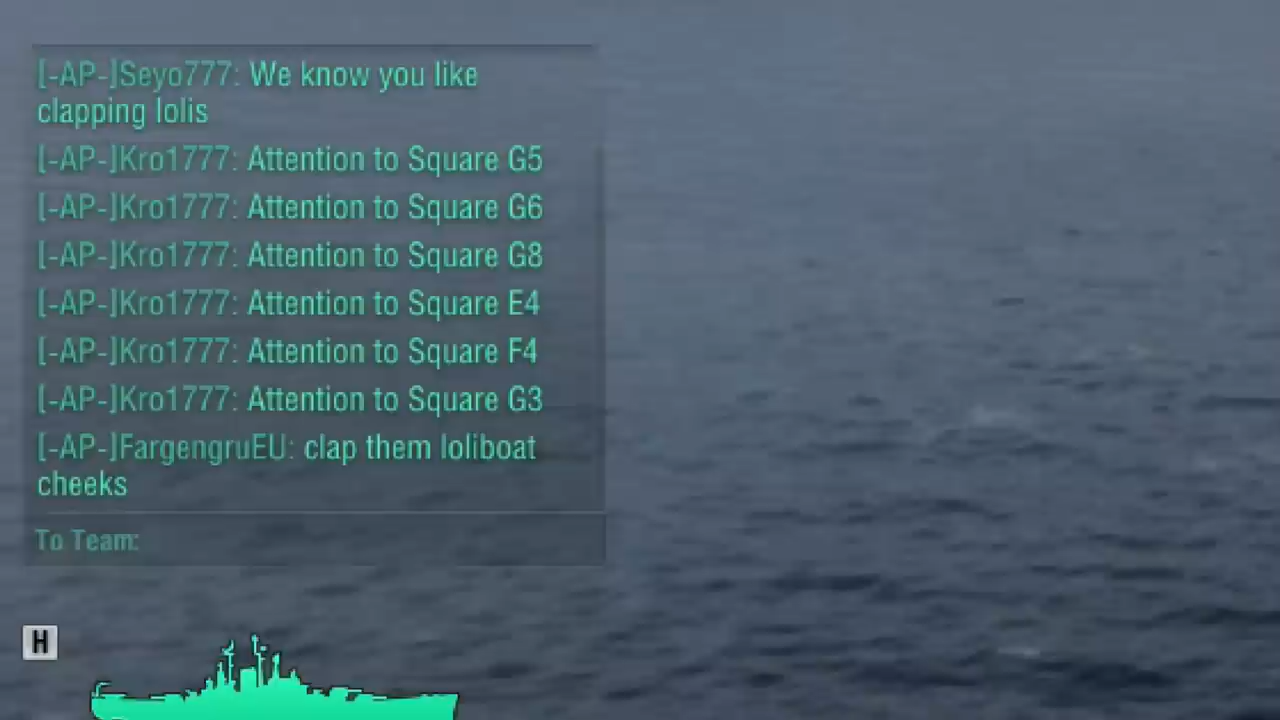 [-AP-]Seyo777: We know you like
clapping lolis
[-AP-]Kro1777: Attention to Square G5
[-AP-]Kro1777: Attention to Square G6
[-AP-]Kro1777: Attention to Square G8
[-AP-]Kro1777: Attention to Square E4
[-AP-]Kro1777: Attention to Square F4
[-AP-]Kro1777: Attention to Square G3
[-AP-]FargengruEU: clap them loliboat
cheeks
To Team:
H